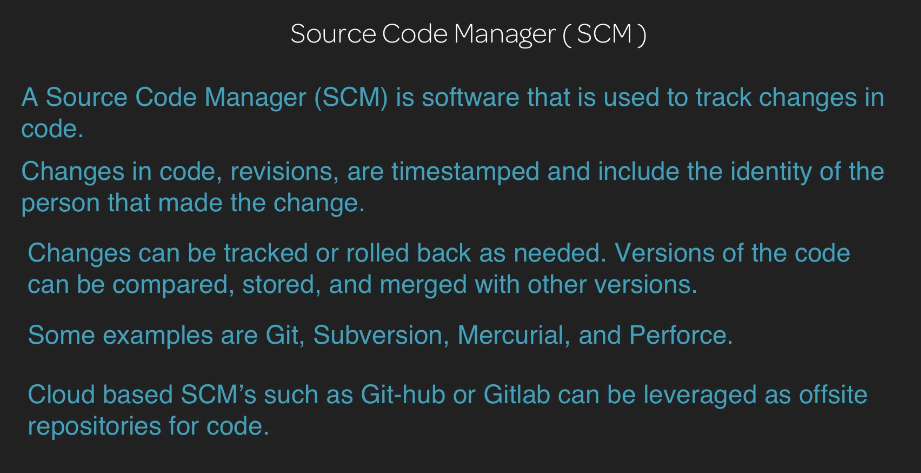 Source Code Manager ( SCM )
A Source Code Manager (SCM) is software that is used to track changes in
code.
Changes in code, revisions, are timestamped and include the identity of the
person that made the change.
Changes can be tracked or rolled back as needed. Versions of the code
can be compared, stored, and merged with other versions.
Some examples are Git, Subversion, Mercurial, and Perforce.
Cloud based SCM’s such as Git-hub or Gitlab can be leveraged as offsite
repositories for code.